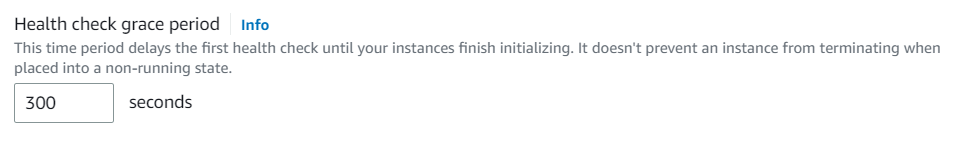 Health check grace period Info
This time period delays the first health check until your instances finish initializing. It doesn't prevent an instance from terminating when
placed into a non-running state.
300 seconds